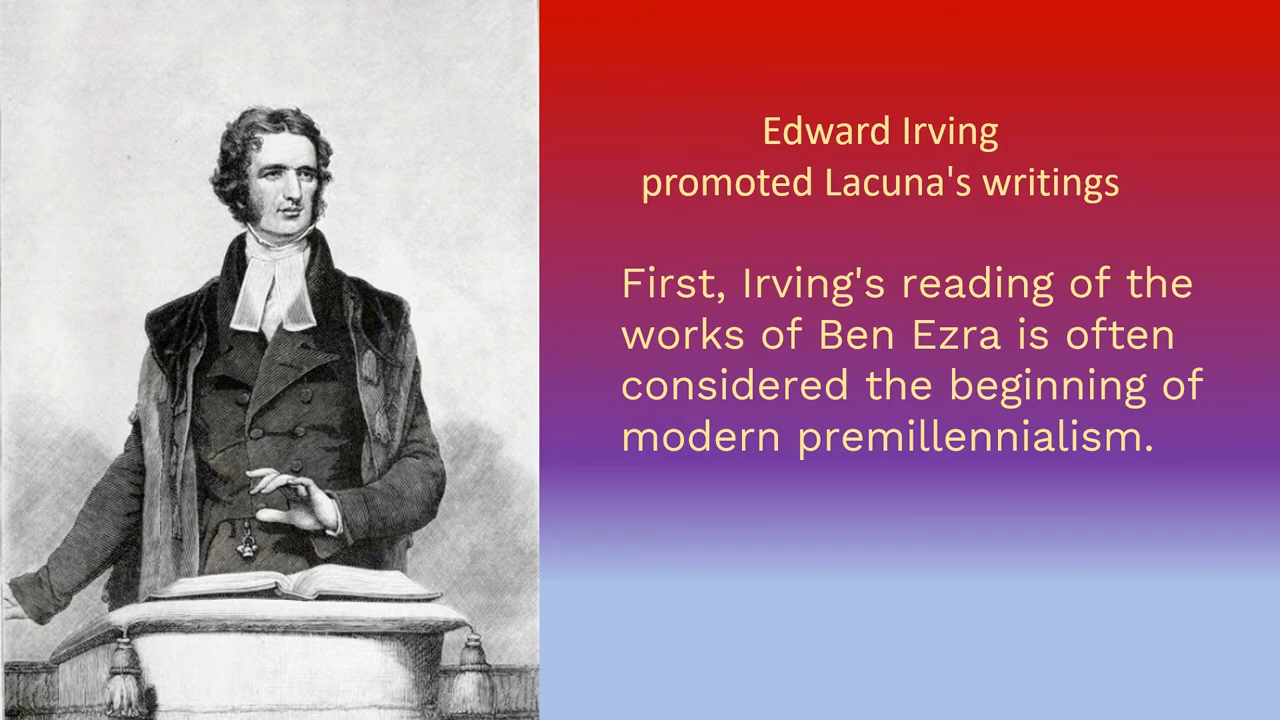 Edward Irving
promoted Lacuna's writings
First, Irving's reading of the
works of Ben Ezra is often
considered the beginning of
modern premillennialism.